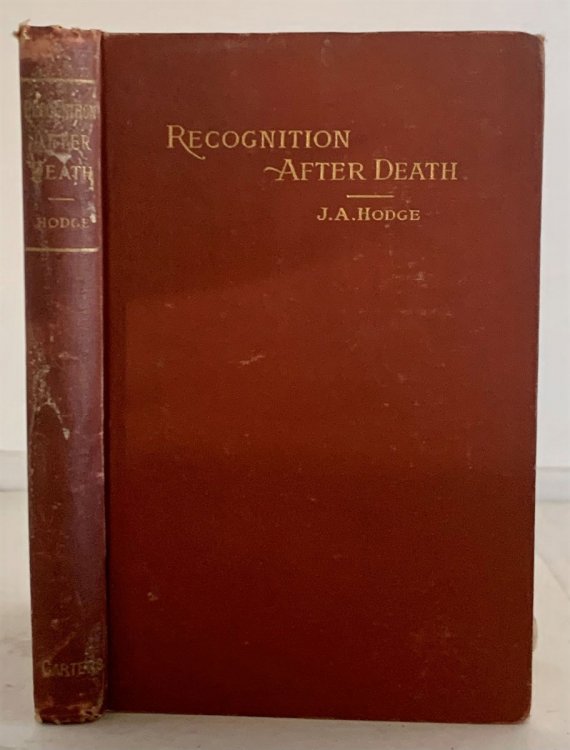 RECOGNITION
AFTER DEATH
J. A. HODGE
RECOGNITION
AFTER
DEATH
HODGE
CARTERS